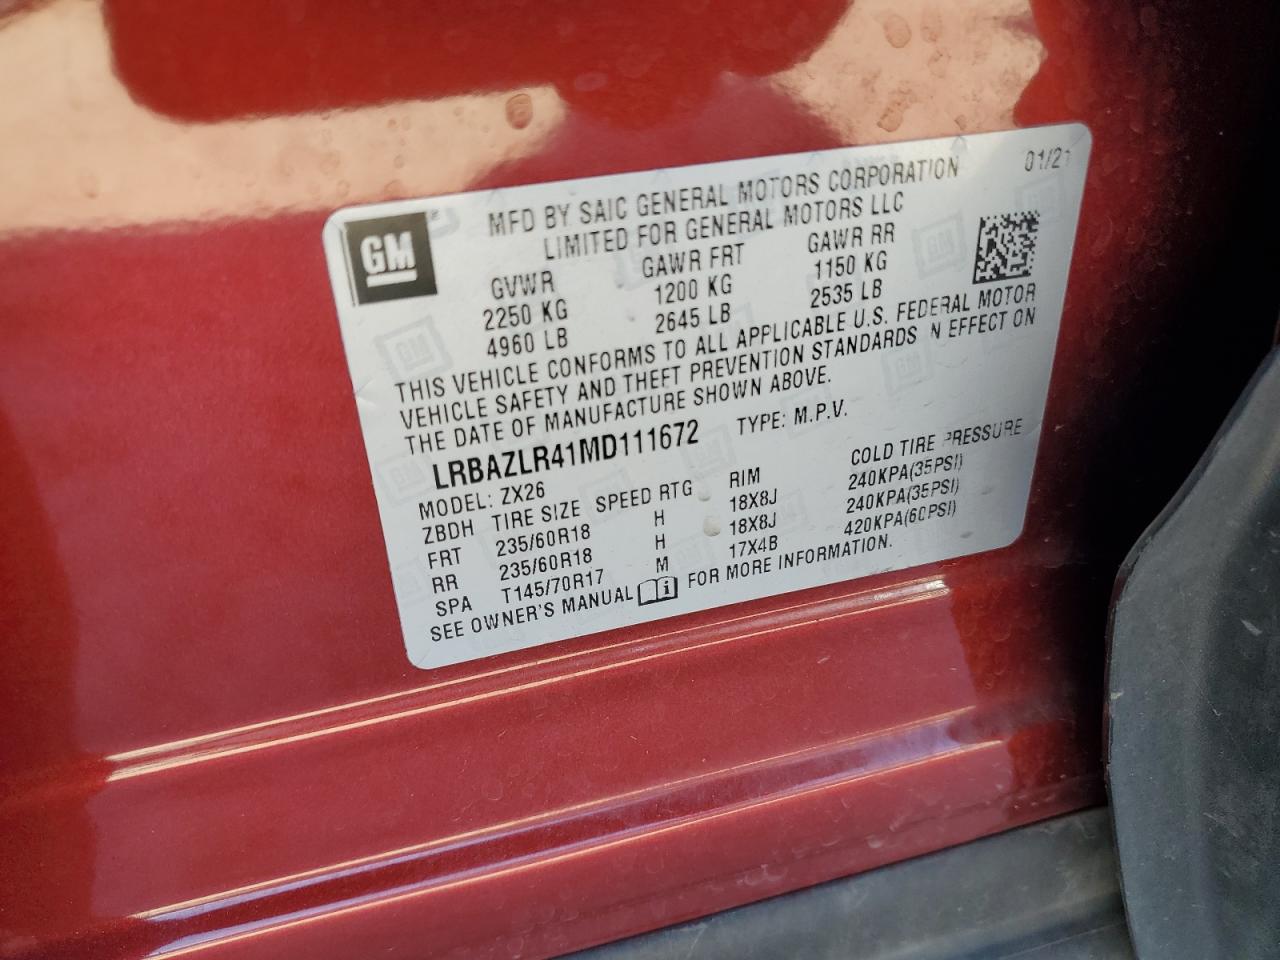 GM
MFD BY SAIC GENERAL MOTORS CORPORATION 01/21
LIMITED FOR GENERAL MOTORS LLC
GVWR GAWR FRT GAWR RR
2250 KG 1200 KG 1150 KG
4960 LB 2645 LB 2535 LB
THIS VEHICLE CONFORMS TO ALL APPLICABLE U.S. FEDERAL MOTOR
VEHICLE SAFETY AND THEFT PREVENTION STANDARDS IN EFFECT ON
THE DATE OF MANUFACTURE SHOWN ABOVE.
LRBAZLR41MD111672 TYPE: M.P.V.
MODEL: ZX26
ZBDH TIRE SIZE SPEED RTG RIM COLD TIRE PRESSURE
FRT 235/60R18 H 18X8J 240KPA(35PSI)
RR 235/60R18 H 18X8J 240KPA(35PSI)
SPA T145/70R17 M 17X4B 420KPA(60PSI)
SEE OWNER'S MANUAL i FOR MORE INFORMATION.